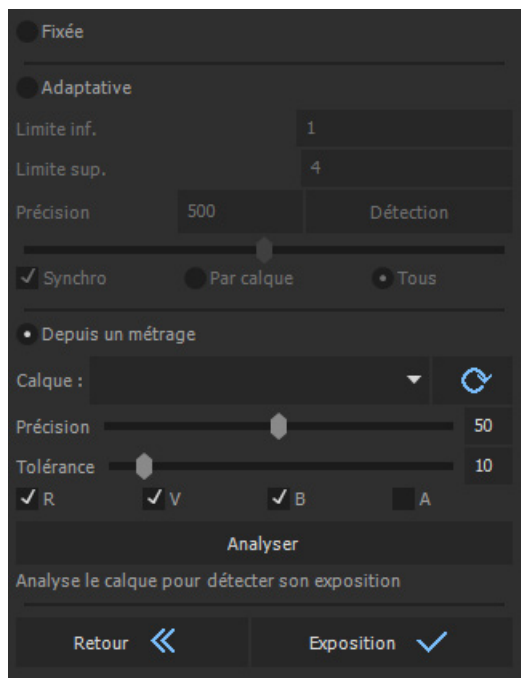 Fixée
Adaptative
Limite inf. 1
Limite sup. 4
Précision 500 Détection
Synchro Par calque Tous
Depuis un métrage
Calque :
Précision 50
Tolérance 10
R V B A
Analyser
Analyse le calque pour détecter son exposition
Retour Exposition